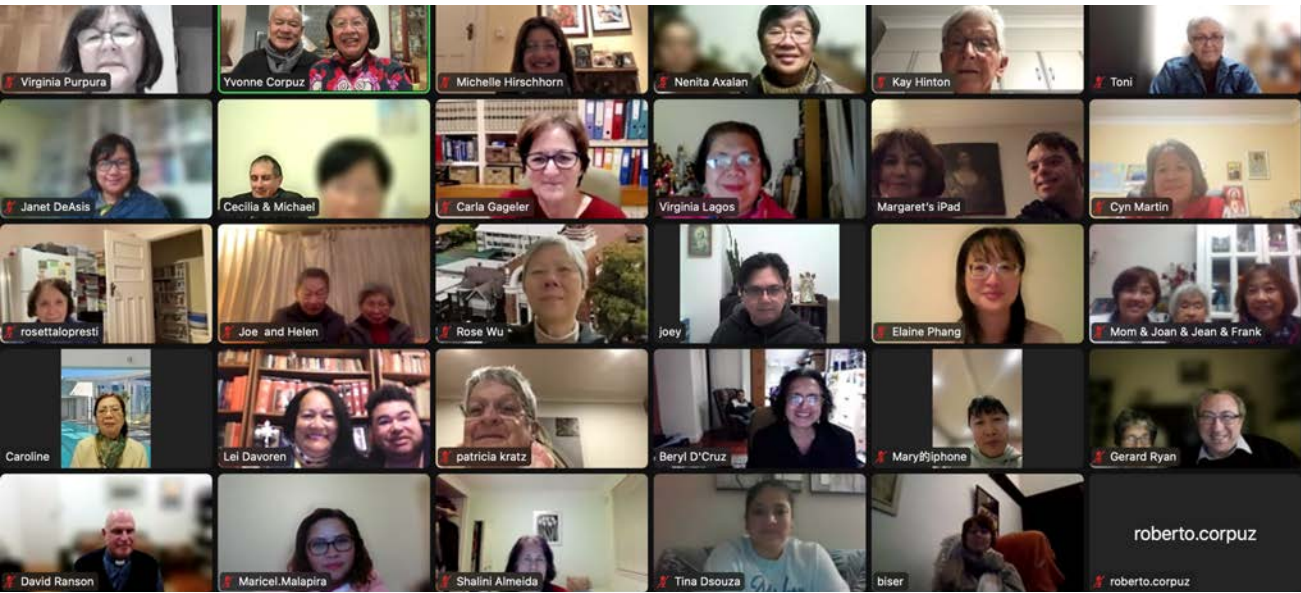 Virginia Purpura
Yvonne Corpuz
Michelle Hirschhorn
Nenita Axalan
Kay Hinton
Toni
Janet DeAsis
Cecilia & Michael
Carla Gageler
Virginia Lagos
Margaret's iPad
Cyn Martin
rosettalopresti
Joe and Helen
Rose Wu
joey
Elaine Phang
Mom & Joan & Jean & Frank
Caroline
Lei Davoren
patricia kratz
Beryl D'Cruz
Mary的iphone
Gerard Ryan
David Ranson
Maricel.Malapira
Shalini Almeida
Tina Dsouza
biser
roberto.corpuz
roberto.corpuz